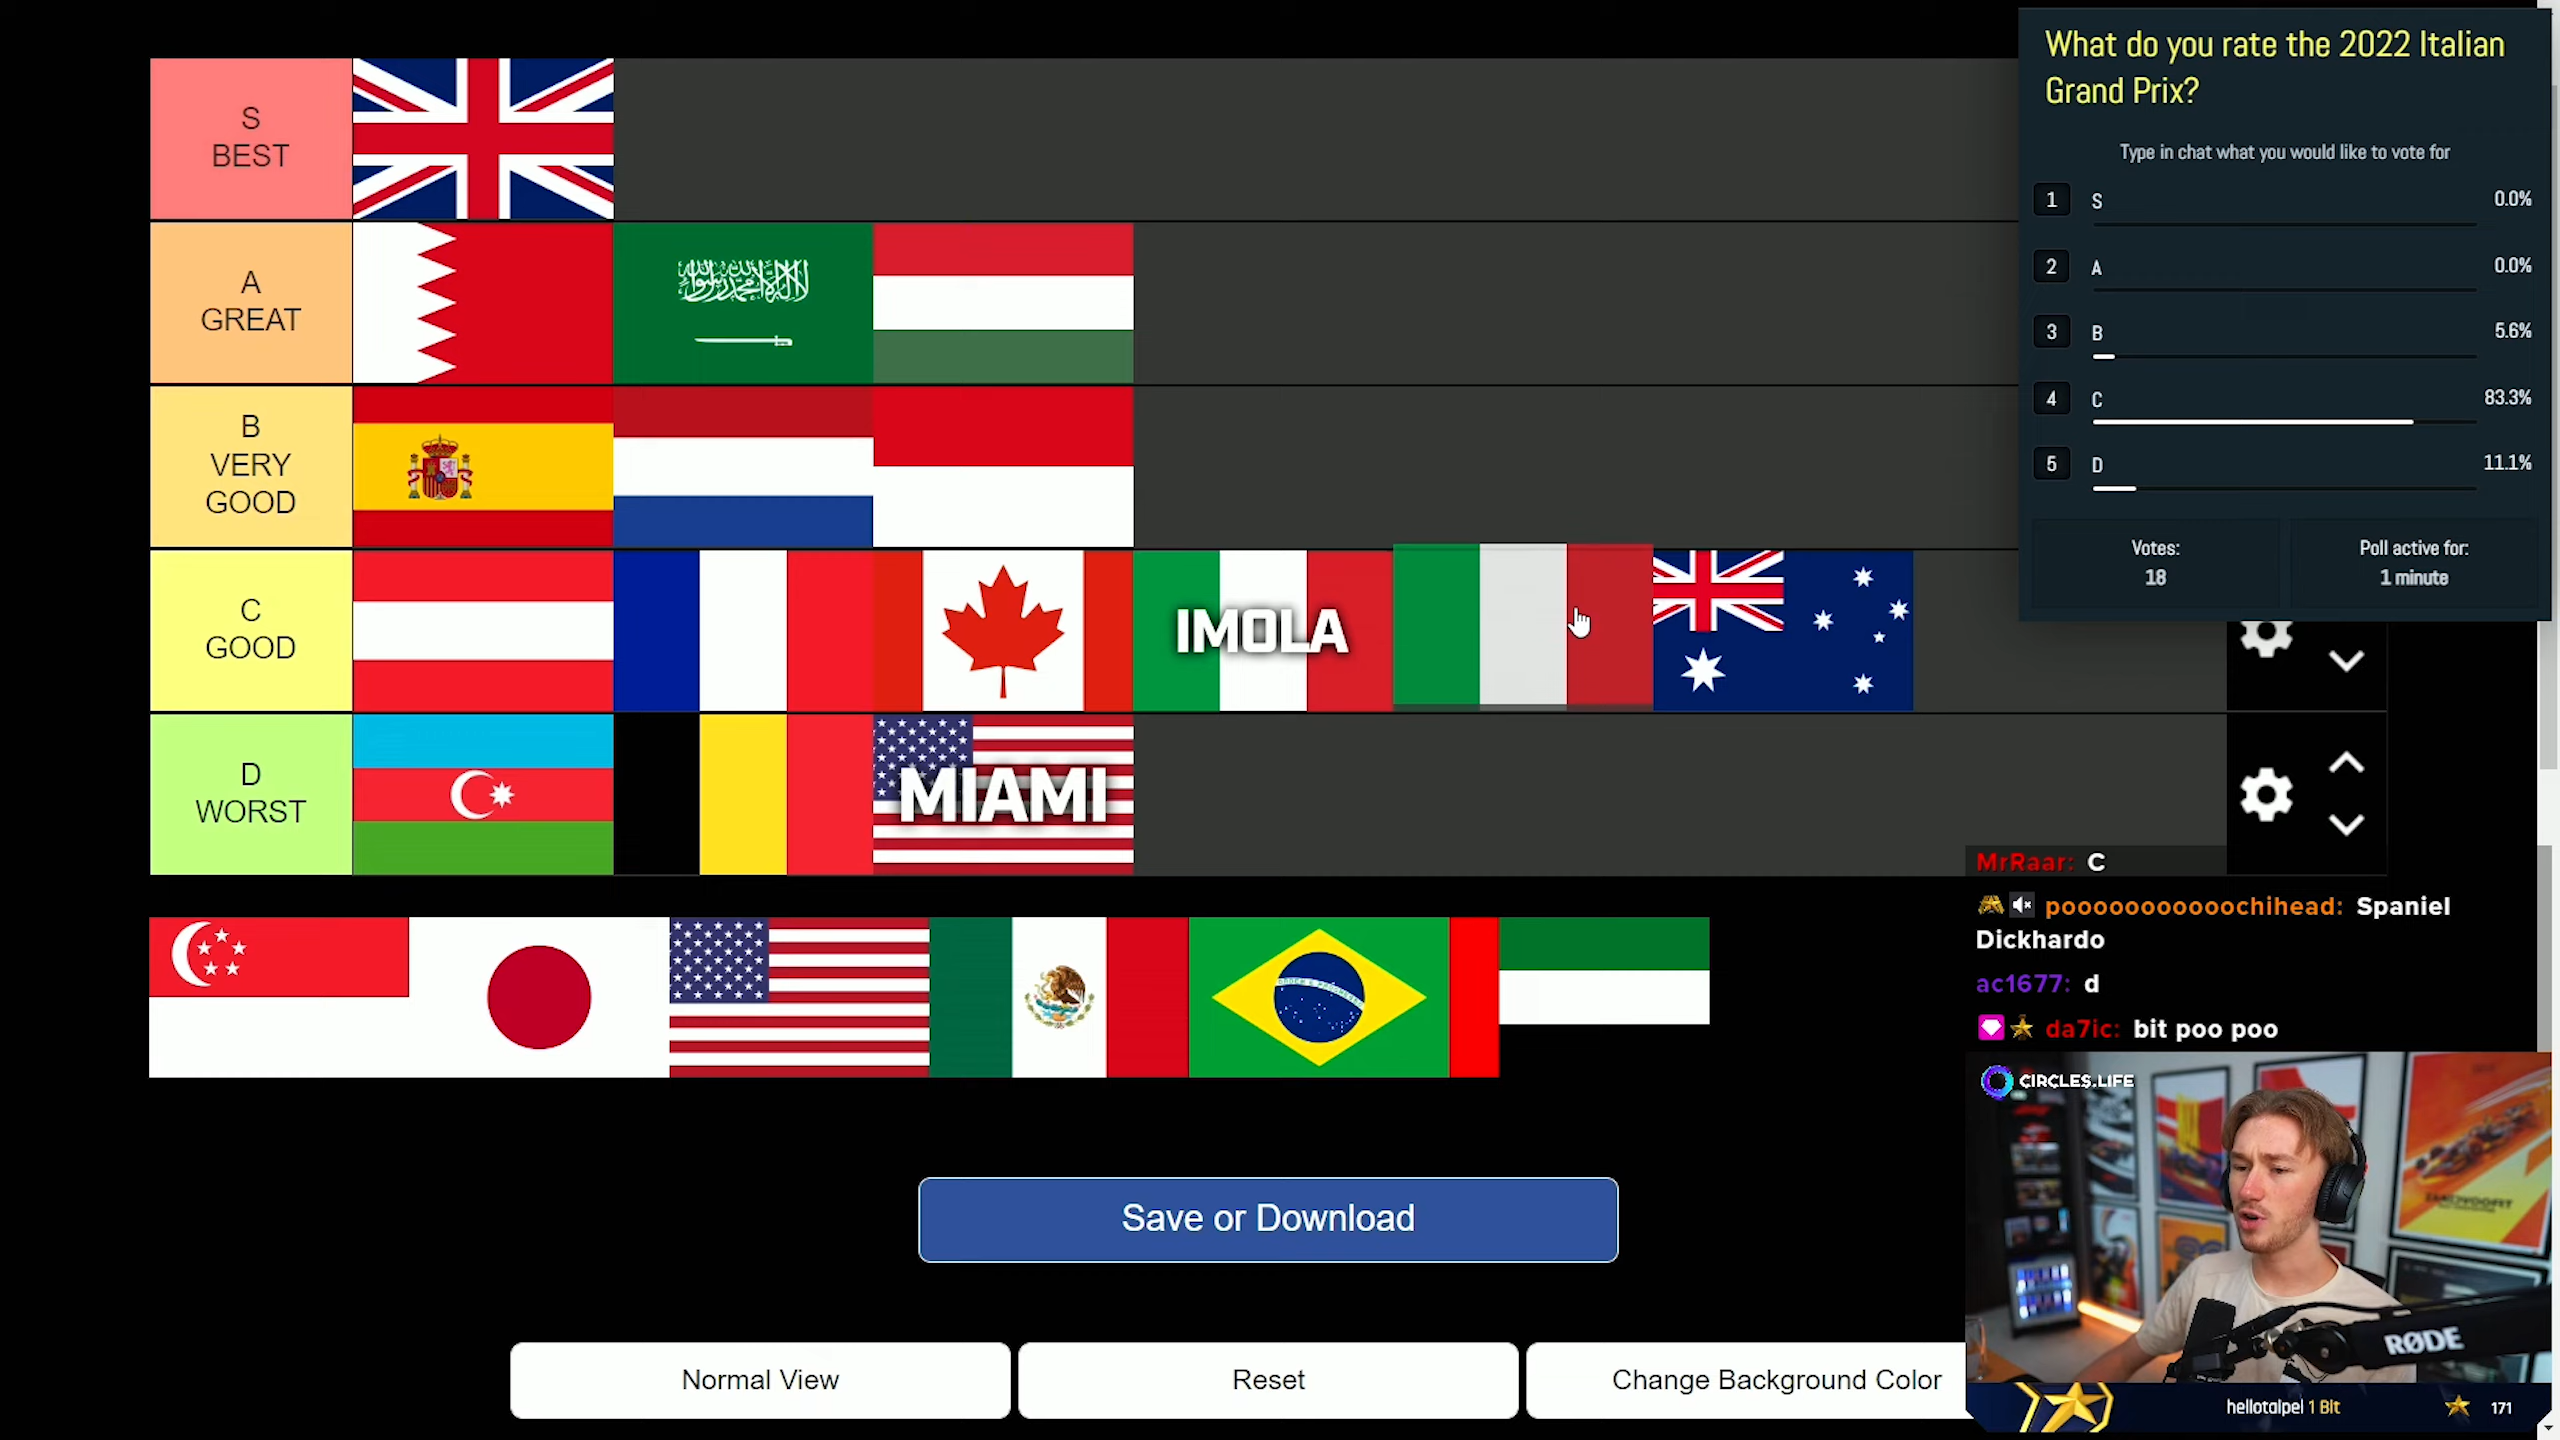 S
BEST
A
GREAT
B
VERY
GOOD
C
GOOD
IMOLA
D
WORST
MIAMI
What do you rate the 2022 Italian
Grand Prix?
Type in chat what you would like to vote for
1 S 0.0%
2 A 0.0%
3 B 5.6%
4 C 83.3%
5 D 11.1%
Votes:
18
Poll active for:
1 minute
MrRaar: C
poooooooooochihead: Spaniel
Dickhardo
ac1677: d
da7ic: bit poo poo
CIRCLES.LIFE
RØDE
hellotalpel 1 Bit
171
Save or Download
Normal View
Reset
Change Background Color